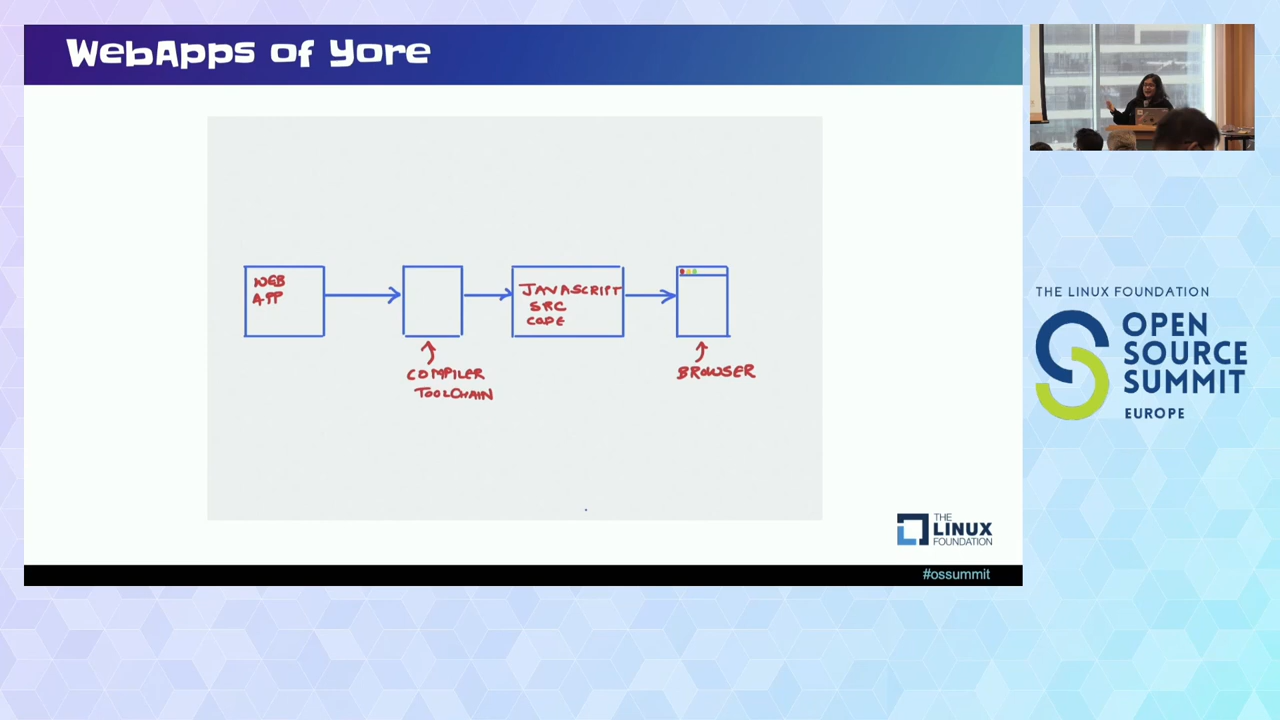 WebApps of Yore
WEB
APP
JAVASCRIPT
SRC
CODE
COMPILER
TOOLCHAIN
BROWSER
THE
LINUX
FOUNDATION
#ossummit
THE LINUX FOUNDATION
OPEN
SOURCE
SUMMIT
EUROPE